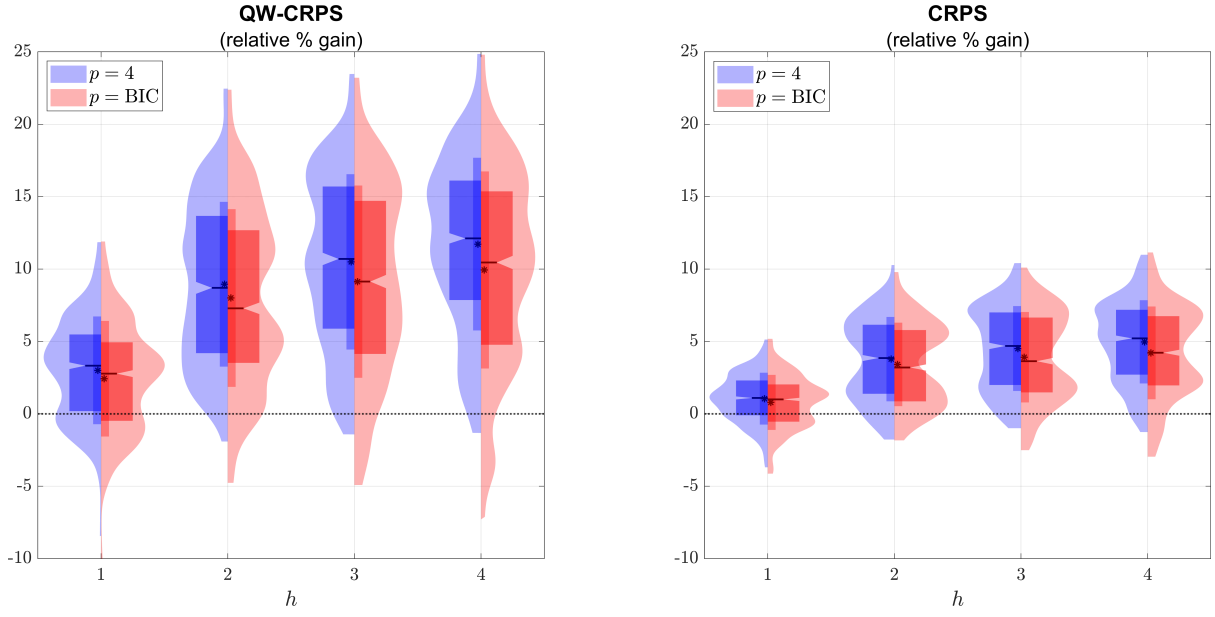 QW-CRPS
(relative % gain)
25
20
15
10
5
0
-5
-10
p = 4
p = BIC
1 2 3 4
h
CRPS
(relative % gain)
25
20
15
10
5
0
-5
-10
p = 4
p = BIC
1 2 3 4
h